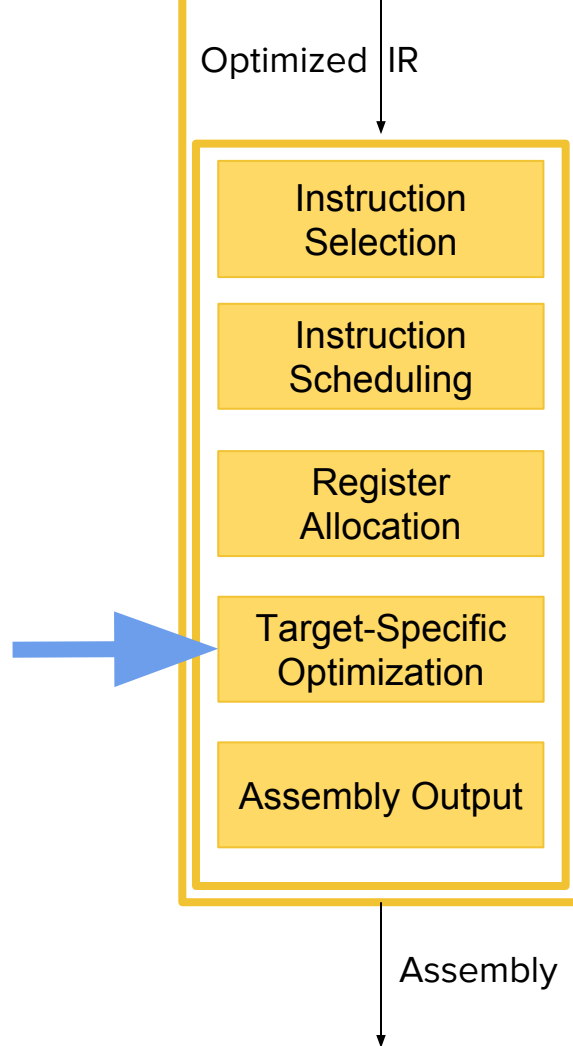 Optimized IR
Instruction
Selection
Instruction
Scheduling
Register
Allocation
Target-Specific
Optimization
Assembly Output
Assembly